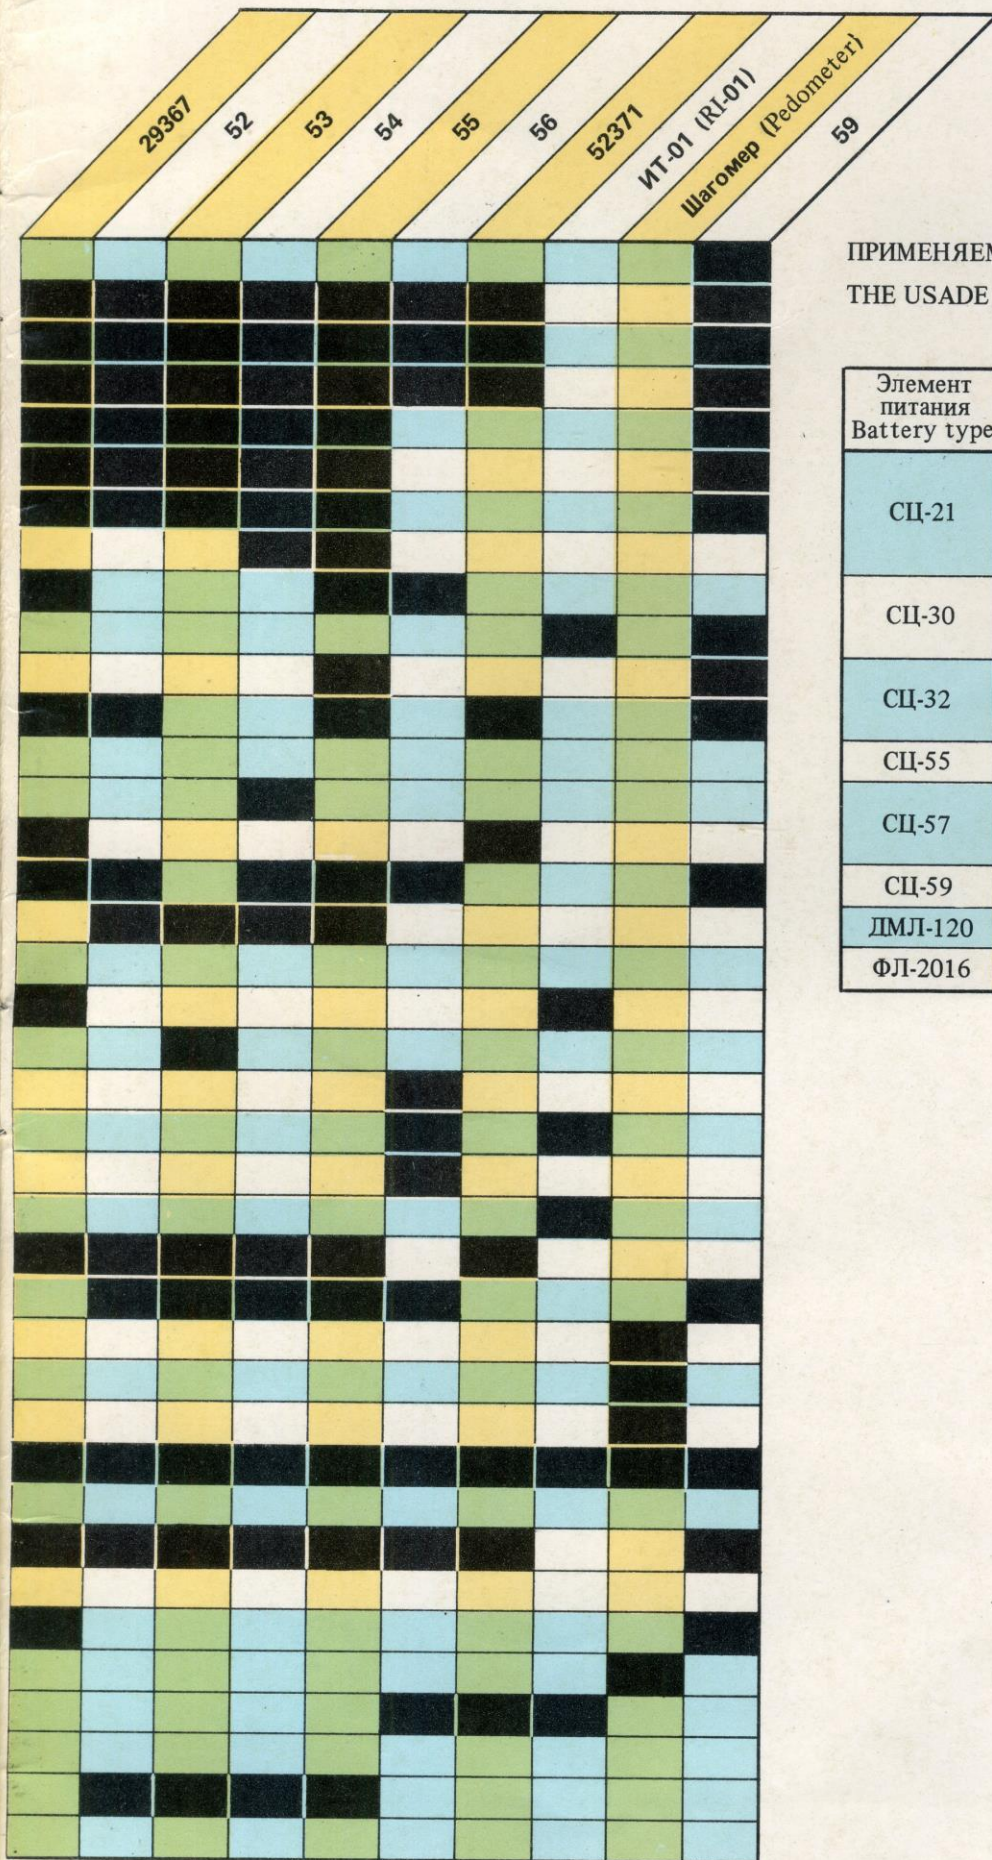 29367
52
53
54
55
56
52371
ИТ-01 (RI-01)
Шагомер (Pedometer)
59
ПРИМЕНЯЕМ
THE USADE
Элемент
питания
Battery type
СЦ-21
СЦ-30
СЦ-32
СЦ-55
СЦ-57
СЦ-59
ДМЛ-120
ФЛ-2016